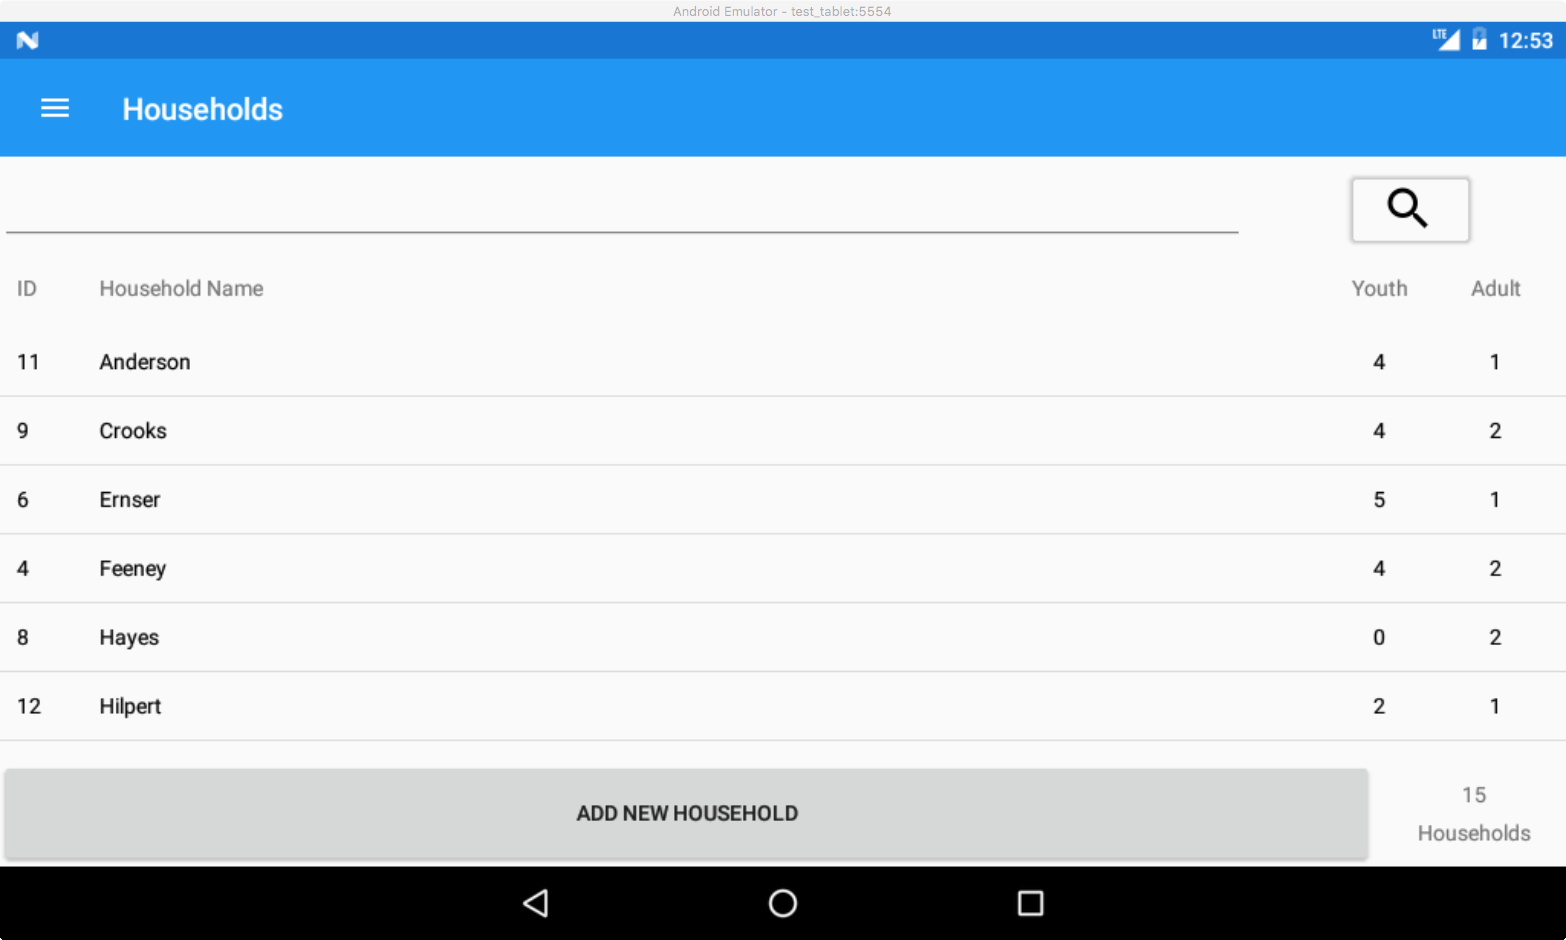 Android Emulator - test_tablet:5554
LTE 12:53
Households
ID Household Name Youth Adult
11 Anderson 4 1
9 Crooks 4 2
6 Ernser 5 1
4 Feeney 4 2
8 Hayes 0 2
12 Hilpert 2 1
ADD NEW HOUSEHOLD
15
Households